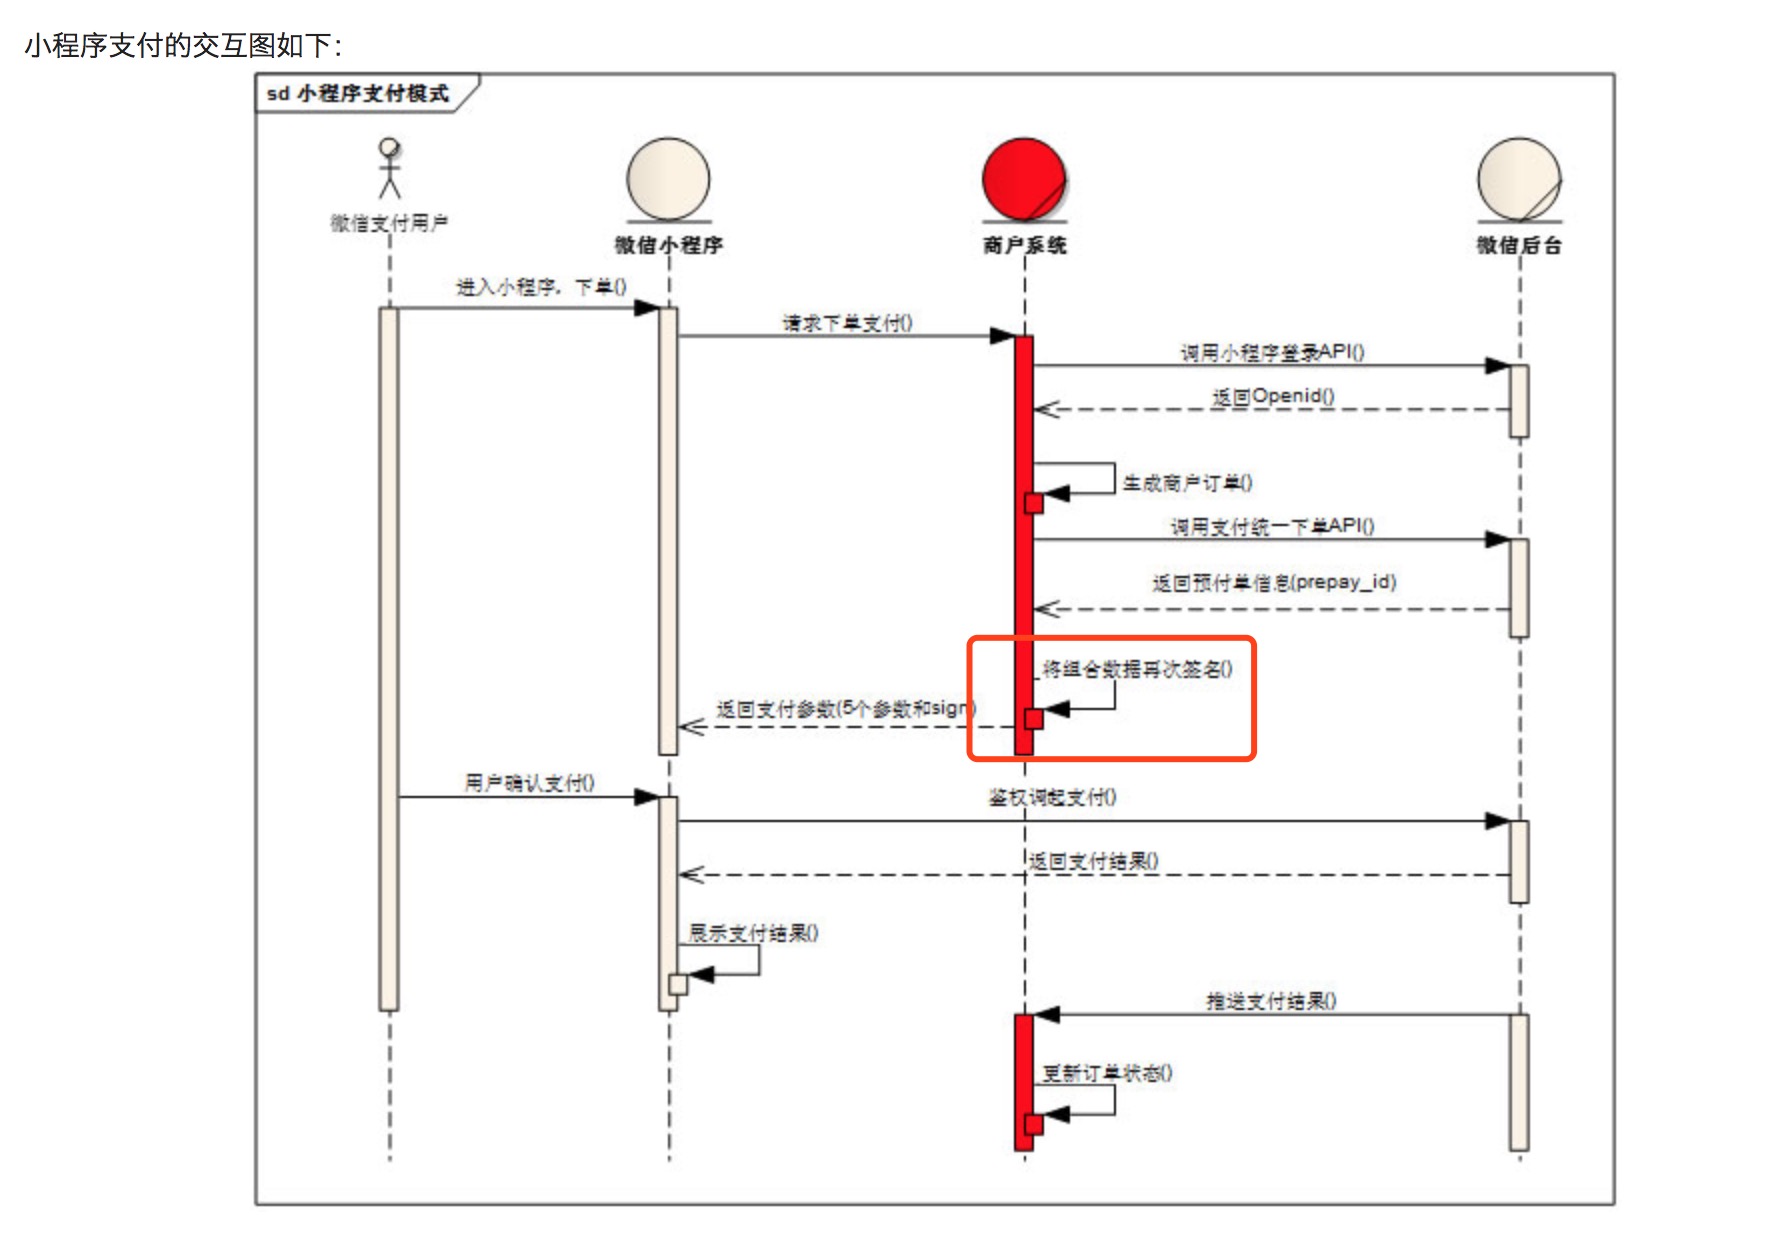 小程序支付的交互图如下：
sd 小程序支付模式
微信支付用户
微信小程序
商户系统
微信后台
进入小程序，下单()
请求下单支付()
调用小程序登录API()
返回Openid()
生成商户订单()
调用支付统一下单API()
返回预付单信息(prepay_id)
将组合数据再次签名()
返回支付参数(5个参数和sign)
用户确认支付()
鉴权调起支付()
返回支付结果()
展示支付结果()
推送支付结果()
更新订单状态()